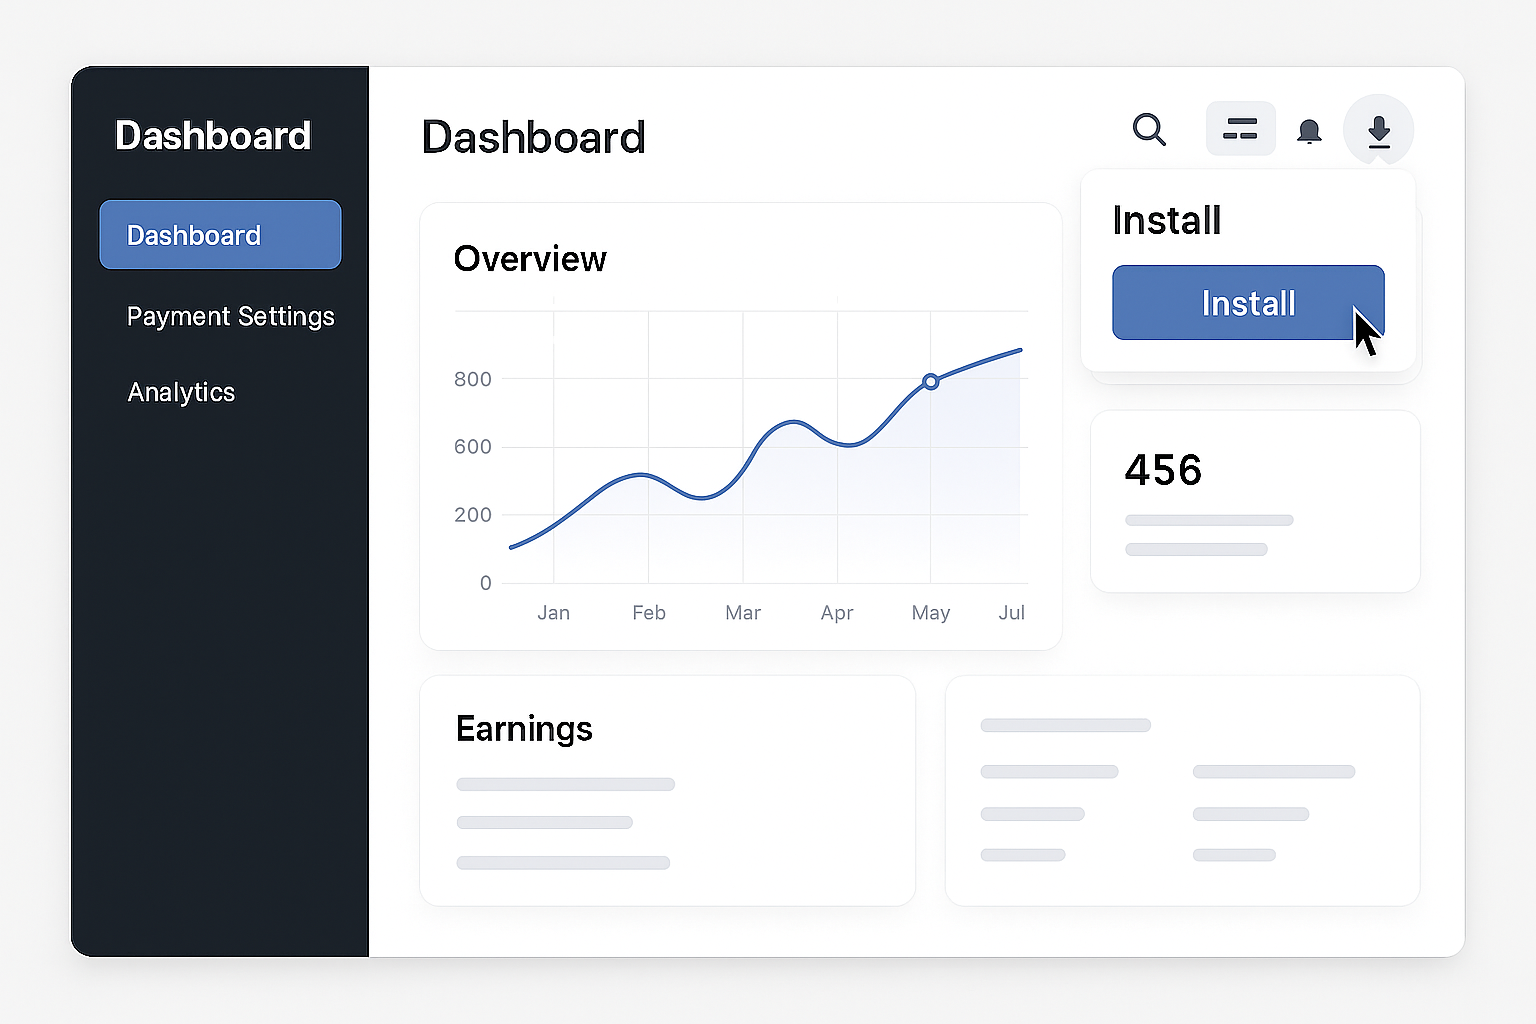 Dashboard
Dashboard
Payment Settings
Analytics
Dashboard
Install
Install
Overview
800
600
200
0
Jan Feb Mar Apr May Jul
456
Earnings